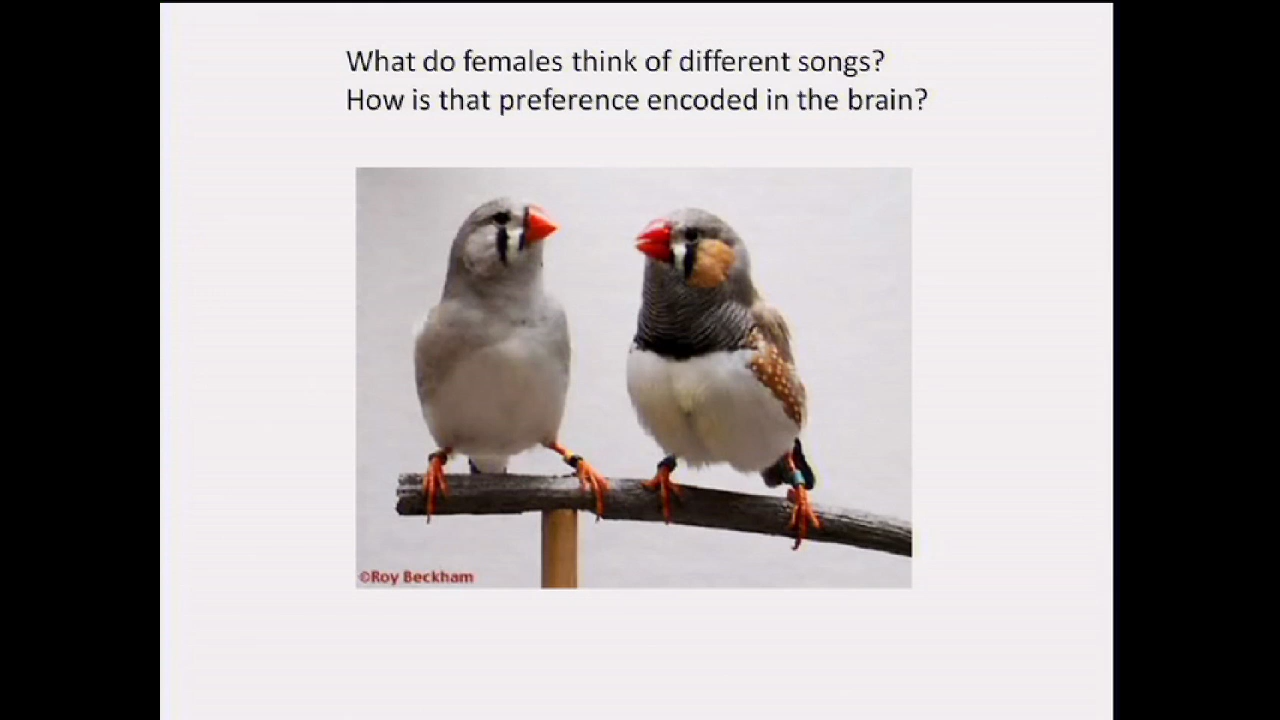 What do females think of different songs?
How is that preference encoded in the brain?
©Roy Beckham